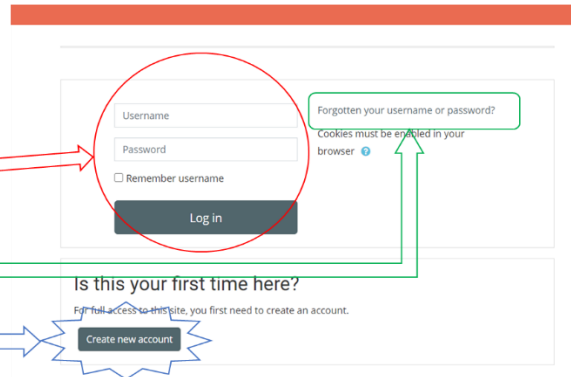 Username
Password
Remember username
Log in
Forgotten your username or password?
Cookies must be enabled in your
browser
Is this your first time here?
For full access to this site, you first need to create an account.
Create new account